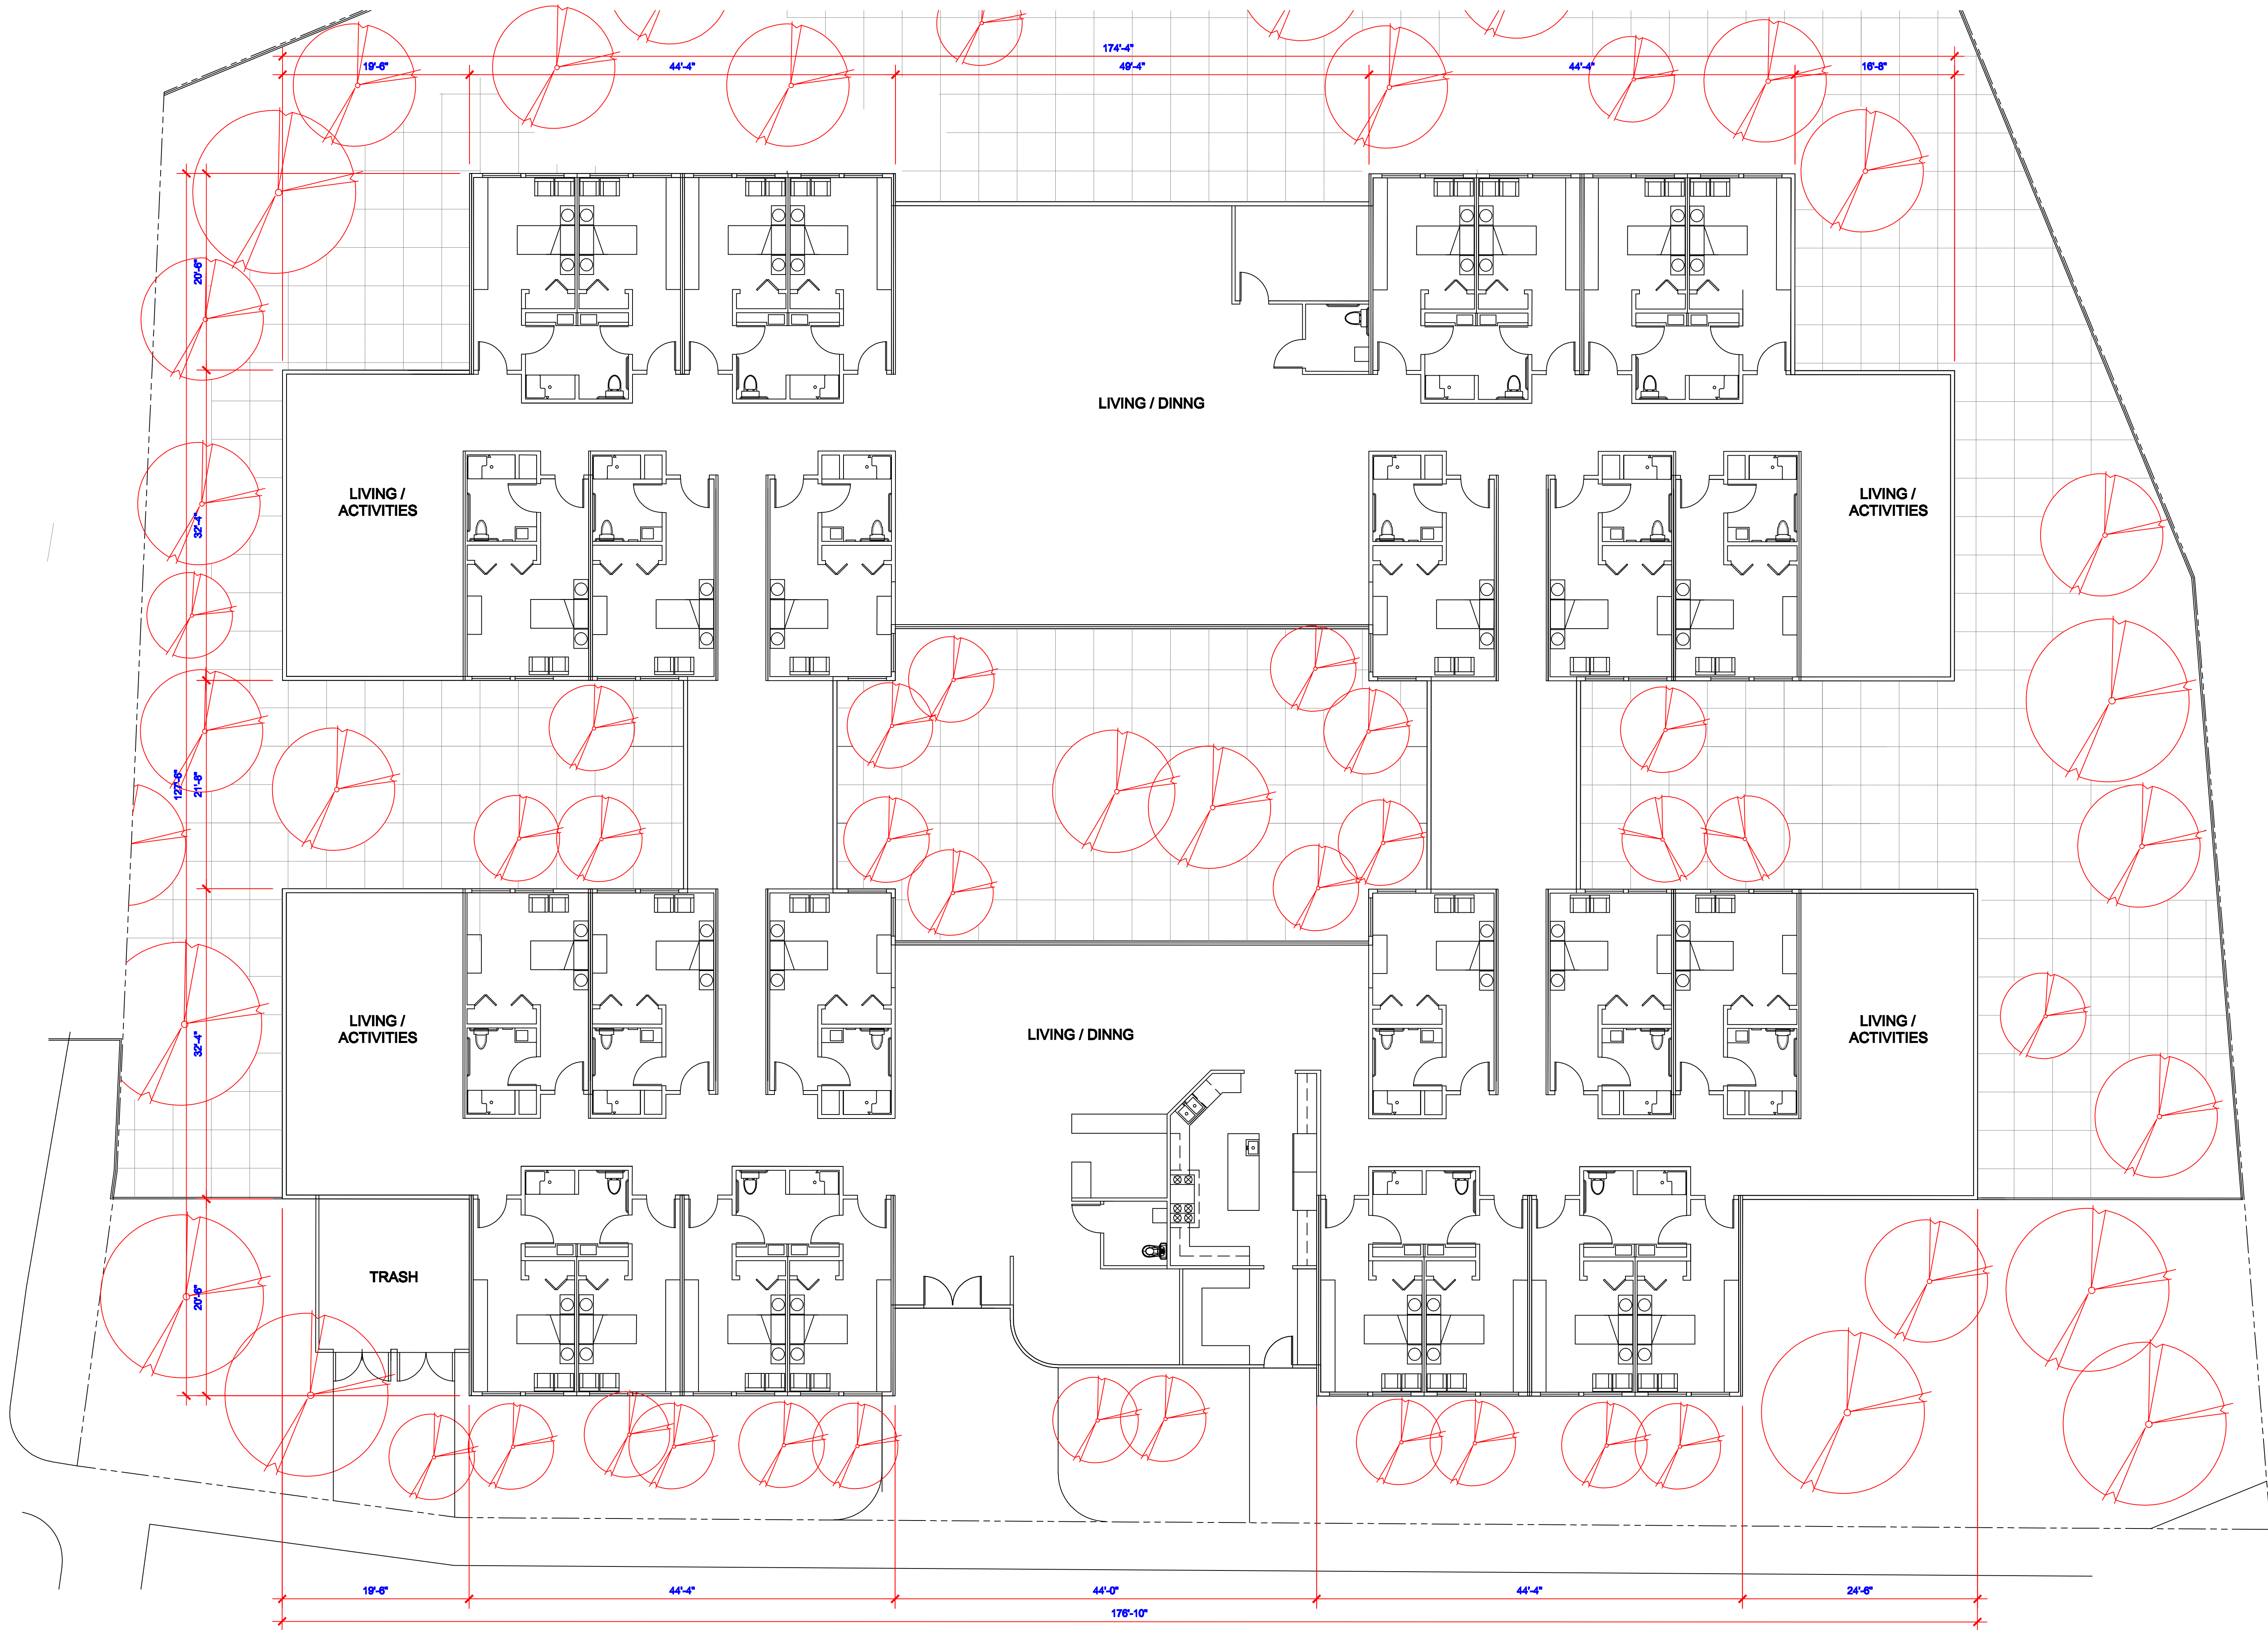 174'-4"
19'-6"
44'-4"
49'-4"
44'-4"
16'-8"
20'-6"
LIVING / DINNG
LIVING /
ACTIVITIES
LIVING /
ACTIVITIES
32'-4"
127'-6"
21'-8"
LIVING /
ACTIVITIES
LIVING / DINNG
LIVING /
ACTIVITIES
32'-4"
TRASH
20'-6"
19'-6"
44'-4"
44'-0"
44'-4"
24'-6"
176'-10"